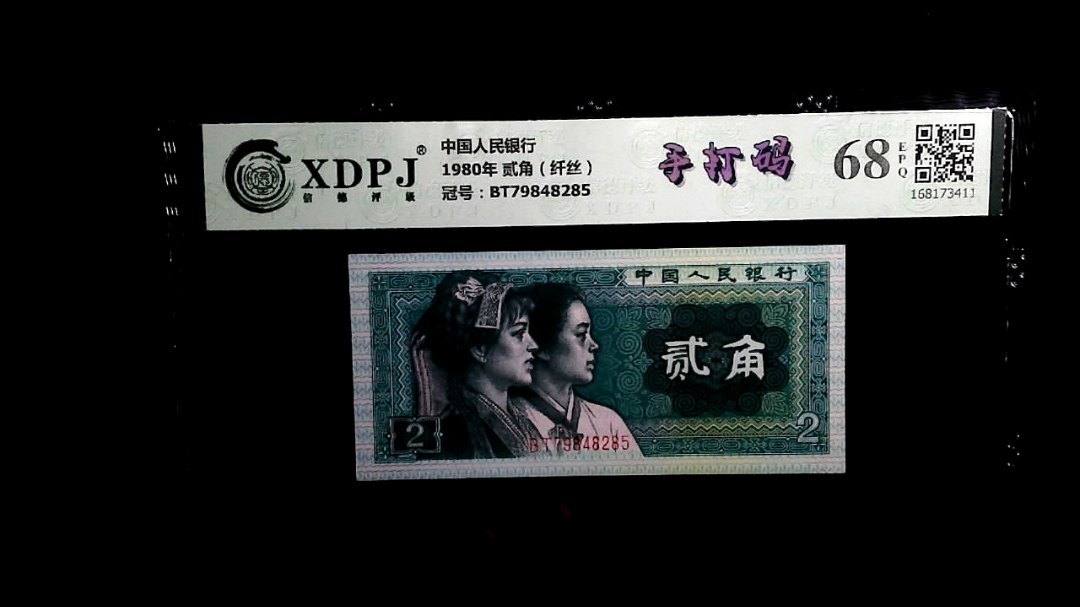 XDPJ®
信德评级
中国人民银行
1980年 贰角（纤丝）
冠号：BT79848285
手打码
68
EPQ
168173411
中国人民银行
贰角
2
2
BT79848285